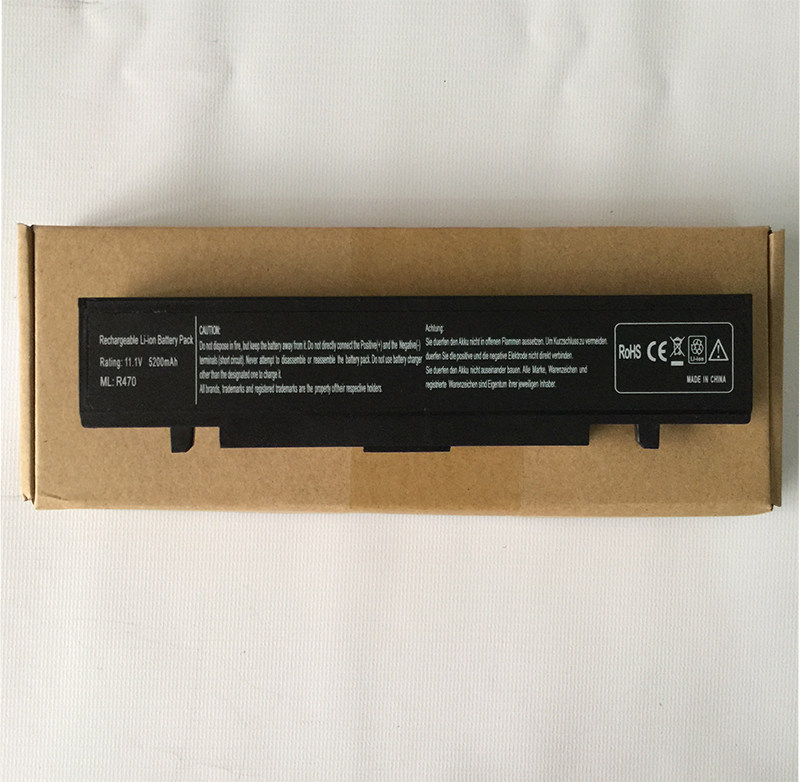 Rechargeable Li-ion Battery Pack
Rating: 11.1V 5200mAh
ML: R470
CAUTION:
Do not dispose in fire, but keep the battery away from it. Do not directly connect the Positive(+) and the Negative(-)
terminals (short circuit). Never attempt to disassemble or reassemble the battery pack. Do not use battery charger
other than the designated one to charge it.
All brands, trademarks and registered trademarks are propertytheir respective holders.
Achtung:
Sie duerfen den Akku nicht in offenen Flammen aussetzen. Um Kurzschluss zu vermeiden.
duerfen Sie die positive und die negative Elektrode nicht direkt verbinden.
Sie duerfen den Akku nicht auseinander bauen. Alle Marke, Warenzeichen und
registrierte Warenzeichen sind Eigentum ihrer jeweiligen Inhaber.
RoHS CE Li-ion
MADE IN CHINA